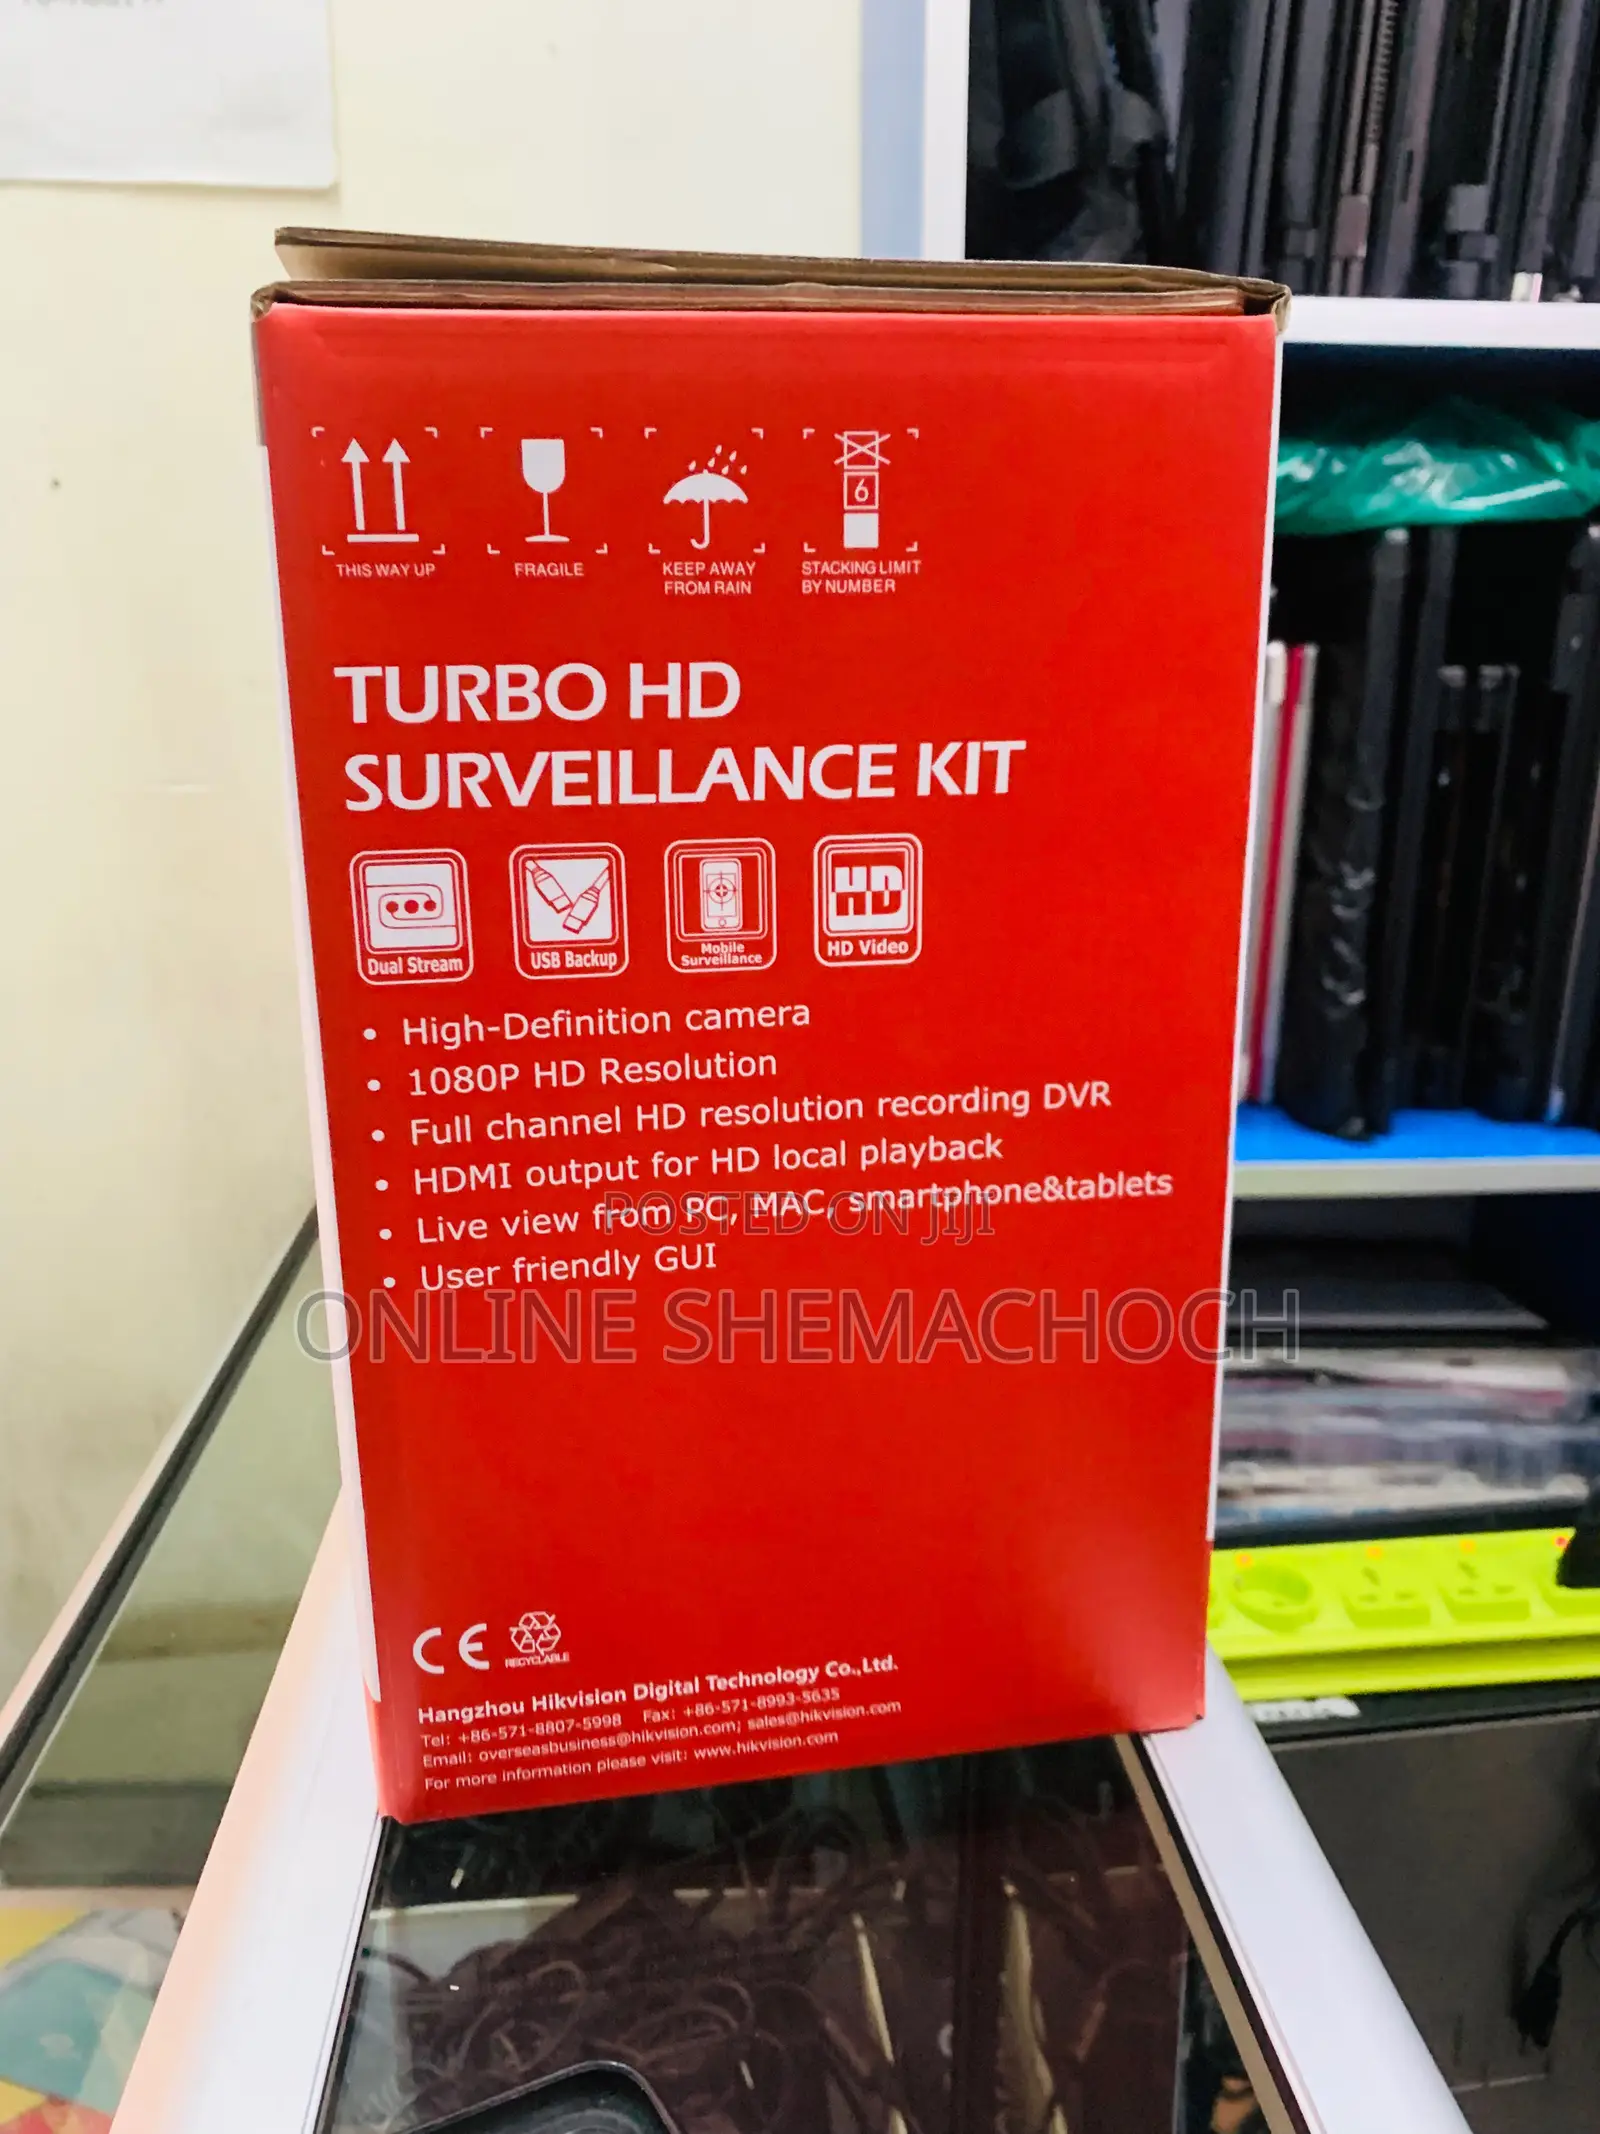 THIS WAY UP
FRAGILE
KEEP AWAY
FROM RAIN
6
STACKING LIMIT
BY NUMBER
TURBO HD
SURVEILLANCE KIT
Dual Stream
USB Backup
Mobile
Surveillance
HD
HD Video
• High-Definition camera
• 1080P HD Resolution
• Full channel HD resolution recording DVR
• HDMI output for HD local playback
• Live view from PC, MAC, smartphone&tablets
POSTED ON JIJI
• User friendly GUI
ONLINE SHEMACHOCH
CE
RECYCLABLE
Hangzhou Hikvision Digital Technology Co.,Ltd.
Tel: +86-571-8807-5998 Fax: +86-571-8993-5635
Email: overseasbusiness@hikvision.com; sales@hikvision.com
For more information please visit: www.hikvision.com